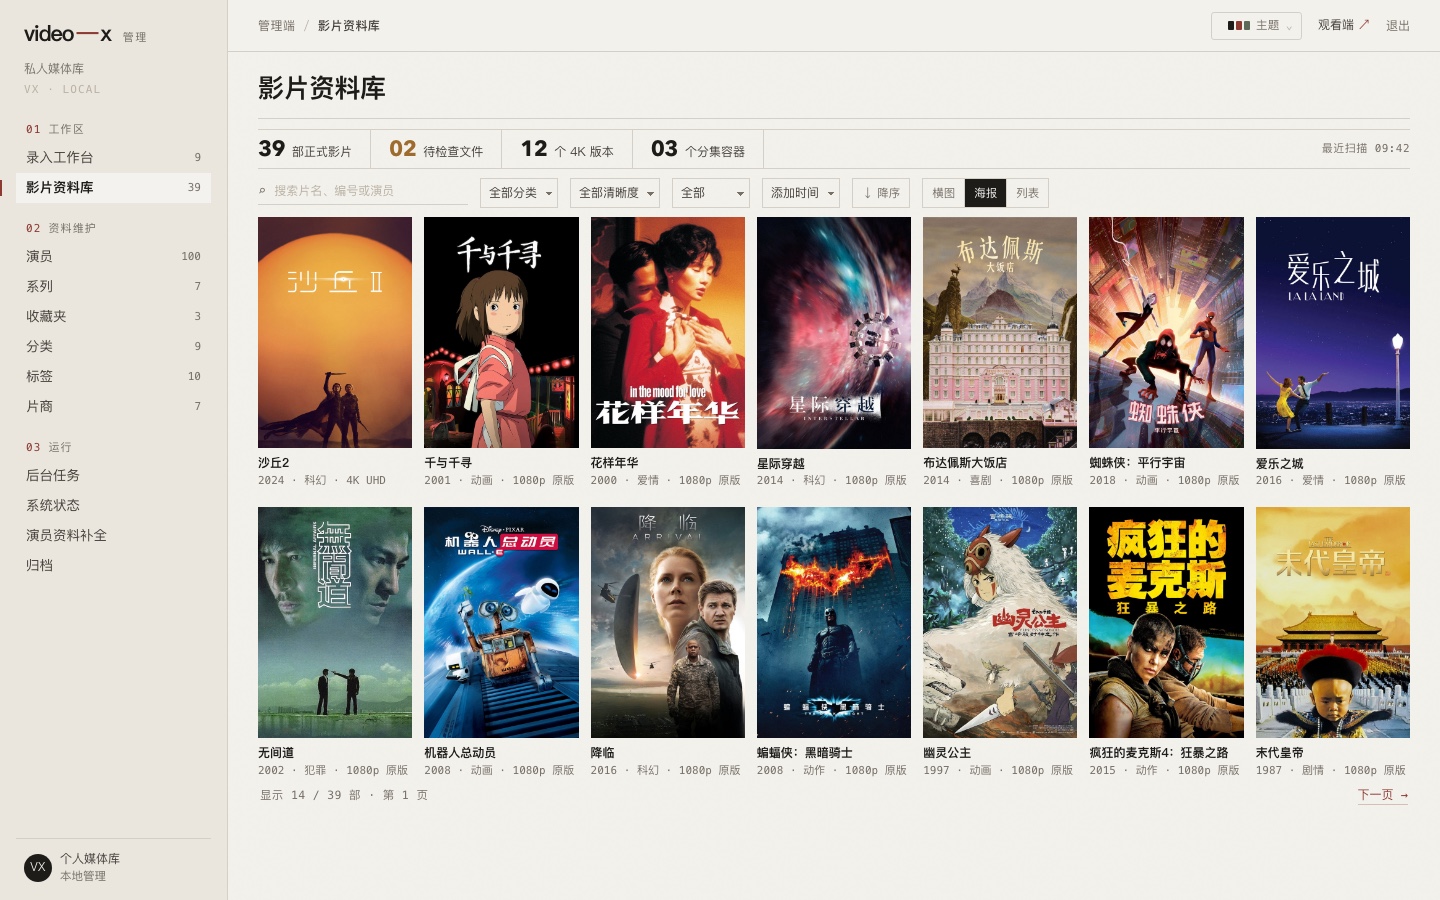 video—x 管理
私人媒体库
VX · LOCAL
01 工作区
录入工作台 9
影片资料库 39
02 资料维护
演员 100
系列 7
收藏夹 3
分类 9
标签 10
片商 7
03 运行
后台任务
系统状态
演员资料补全
归档
VX
个人媒体库
本地管理
管理端 / 影片资料库
主题
观看端 ↗
退出
影片资料库
39 部正式影片
02 待检查文件
12 个 4K 版本
03 个分集容器
最近扫描 09:42
搜索片名、编号或演员
全部分类
全部清晰度
全部
添加时间
↓ 降序
横图
海报
列表
沙丘 II
千与千寻
in the mood for love
花样年华
星际穿越
INTERSTELLAR
布达佩斯
大饭店
蜘蛛侠
平行宇宙
爱乐之城
LA LA LAND
沙丘2
2024 · 科幻 · 4K UHD
千与千寻
2001 · 动画 · 1080p 原版
花样年华
2000 · 爱情 · 1080p 原版
星际穿越
2014 · 科幻 · 1080p 原版
布达佩斯大饭店
2014 · 喜剧 · 1080p 原版
蜘蛛侠：平行宇宙
2018 · 动画 · 1080p 原版
爱乐之城
2016 · 爱情 · 1080p 原版
無間道
Disney · PIXAR
机器人总动员
WALL·E
降临
ARRIVAL
蝙蝠侠 黑暗骑士
幽灵公主
疯狂的
麦克斯
狂暴之路
末代皇帝
无间道
2002 · 犯罪 · 1080p 原版
机器人总动员
2008 · 动画 · 1080p 原版
降临
2016 · 科幻 · 1080p 原版
蝙蝠侠：黑暗骑士
2008 · 动作 · 1080p 原版
幽灵公主
1997 · 动画 · 1080p 原版
疯狂的麦克斯4：狂暴之路
2015 · 动作 · 1080p 原版
末代皇帝
1987 · 剧情 · 1080p 原版
显示 14 / 39 部 · 第 1 页
下一页 →